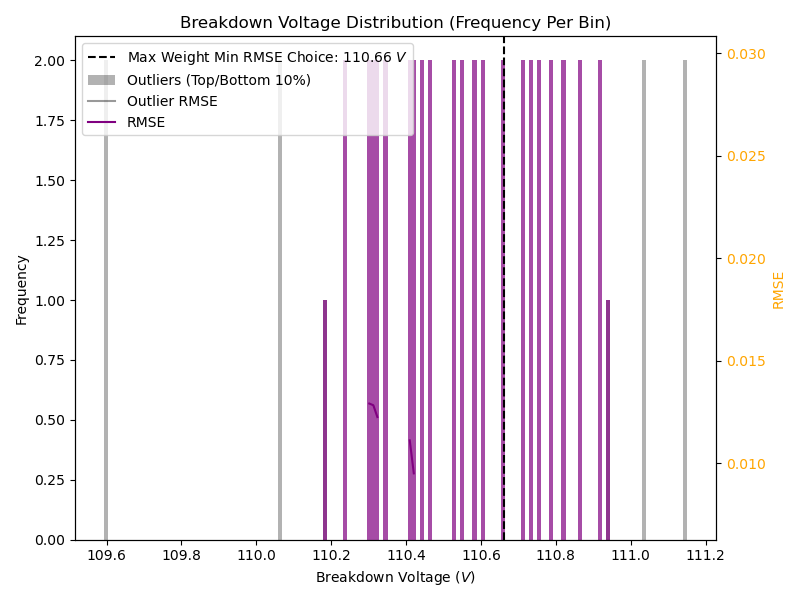 Breakdown Voltage Distribution (Frequency Per Bin)
Max Weight Min RMSE Choice: 110.66 V
Outliers (Top/Bottom 10%)
Outlier RMSE
RMSE
Frequency
2.00
1.75
1.50
1.25
1.00
0.75
0.50
0.25
0.00
0.030
0.025
0.020
0.015
0.010
RMSE
109.6 109.8 110.0 110.2 110.4 110.6 110.8 111.0 111.2
Breakdown Voltage (V)